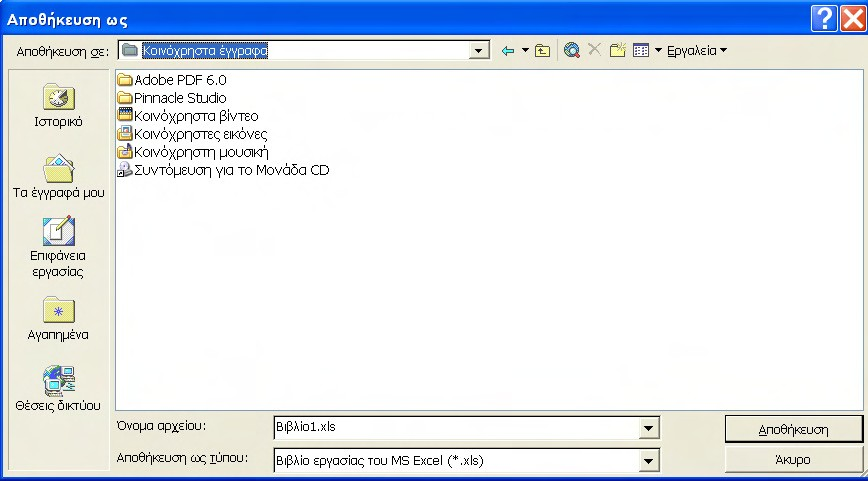 Αποθήκευση ως
Αποθήκευση σε: Κοινόχρηστα έγγραφα Εργαλεία
Adobe PDF 6.0
Pinnacle Studio
Κοινόχρηστα βίντεο
Κοινόχρηστες εικόνες
Κοινόχρηστη μουσική
Συντόμευση για το Μονάδα CD
Ιστορικό
Τα έγγραφά μου
Επιφάνεια
εργασίας
Αγαπημένα
Θέσεις δικτύου
Όνομα αρχείου: Βιβλίο1.xls Αποθήκευση
Αποθήκευση ως τύπου: Βιβλίο εργασίας του MS Excel (*.xls) Άκυρο